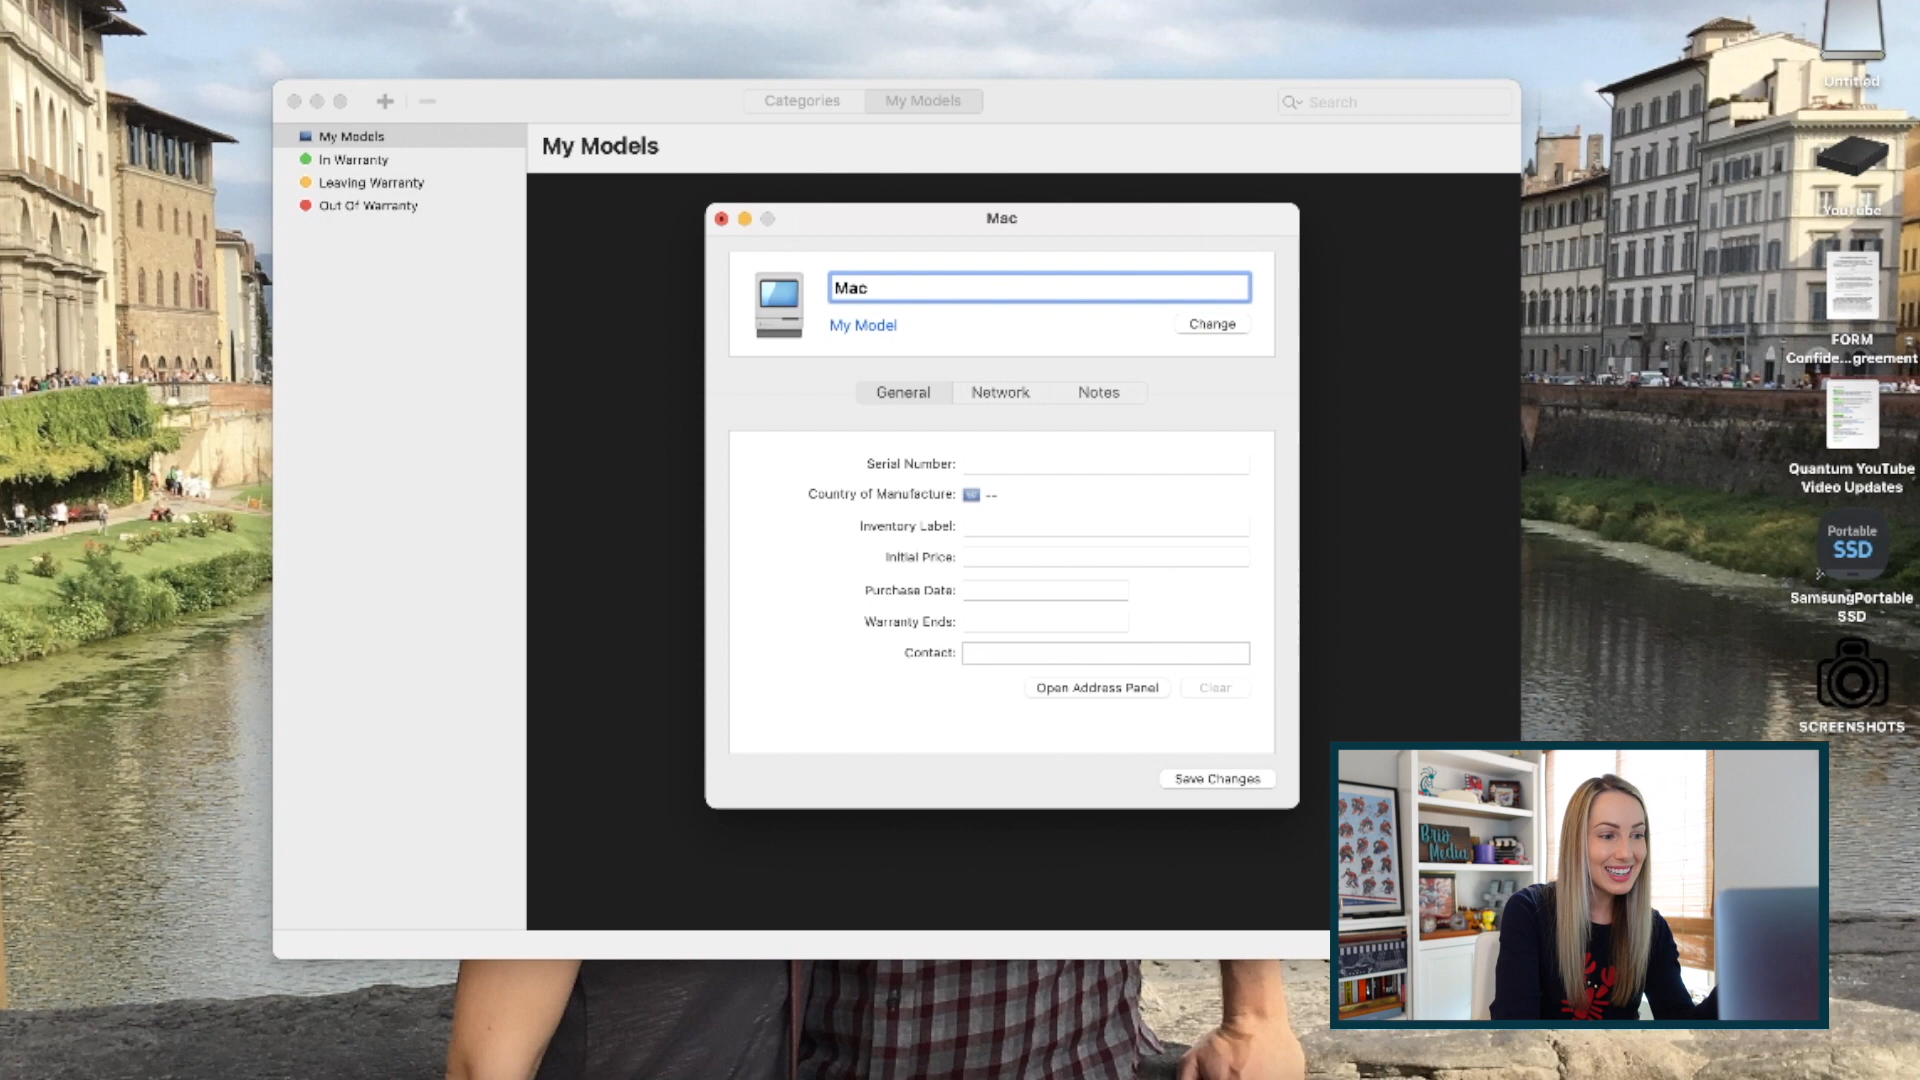 Categories
My Models
Search
My Models
In Warranty
Leaving Warranty
Out Of Warranty
My Models
Mac
Mac
My Model
Change
General
Network
Notes
Serial Number:
Country of Manufacture: --
Inventory Label:
Initial Price:
Purchase Date:
Warranty Ends:
Contact:
Open Address Panel
Clear
Save Changes
Untitled
YouTube
FORM
Confide...greement
Quantum YouTube
Video Updates
Portable
SSD
SamsungPortable
SSD
SCREENSHOTS
Brio
Media